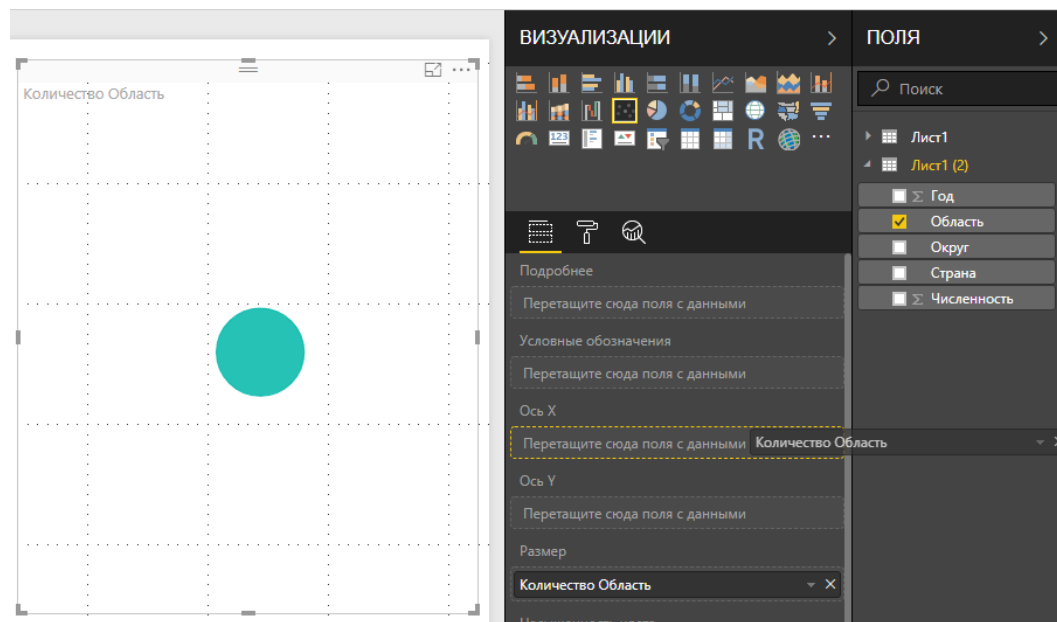 Количество Область
ВИЗУАЛИЗАЦИИ
123
R
Подробнее
Перетащите сюда поля с данными
Условные обозначения
Перетащите сюда поля с данными
Ось X
Перетащите сюда поля с данными
Количество Область
Ось Y
Перетащите сюда поля с данными
Размер
Количество Область
ПОЛЯ
Поиск
Лист1
Лист1 (2)
Год
Область
Округ
Страна
Σ Численность